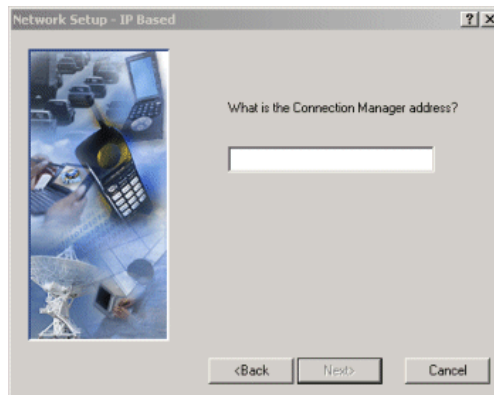 Network Setup - IP Based
What is the Connection Manager address?
<Back
Next>
Cancel